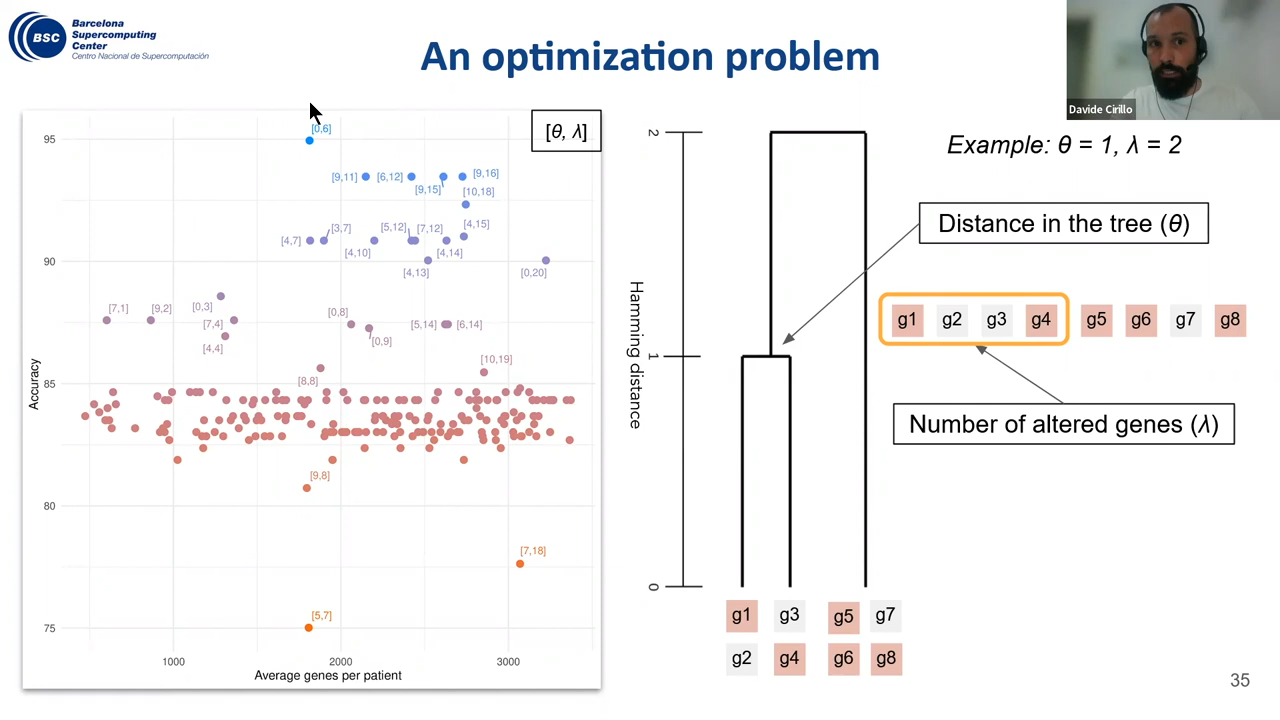 BSC
Barcelona
Supercomputing
Center
Centro Nacional de Supercomputación
An optimization problem
Davide Cirillo
[θ, λ]
Accuracy
95
90
85
80
75
[0,6]
[9,11] [6,12] [9,15] [9,16]
[10,18]
[4,7] [3,7] [4,10] [5,12] [7,12] [4,14] [4,15]
[4,13] [0,20]
[7,1] [9,2] [0,3] [7,4] [4,4]
[0,8] [0,9] [5,14] [6,14]
[8,8] [10,19]
[9,8]
[7,18]
[5,7]
1000 2000 3000
Average genes per patient
Hamming distance
2
1
0
g1 g3 g5 g7
g2 g4 g6 g8
Example: θ = 1, λ = 2
Distance in the tree (θ)
g1 g2 g3 g4 g5 g6 g7 g8
Number of altered genes (λ)
35